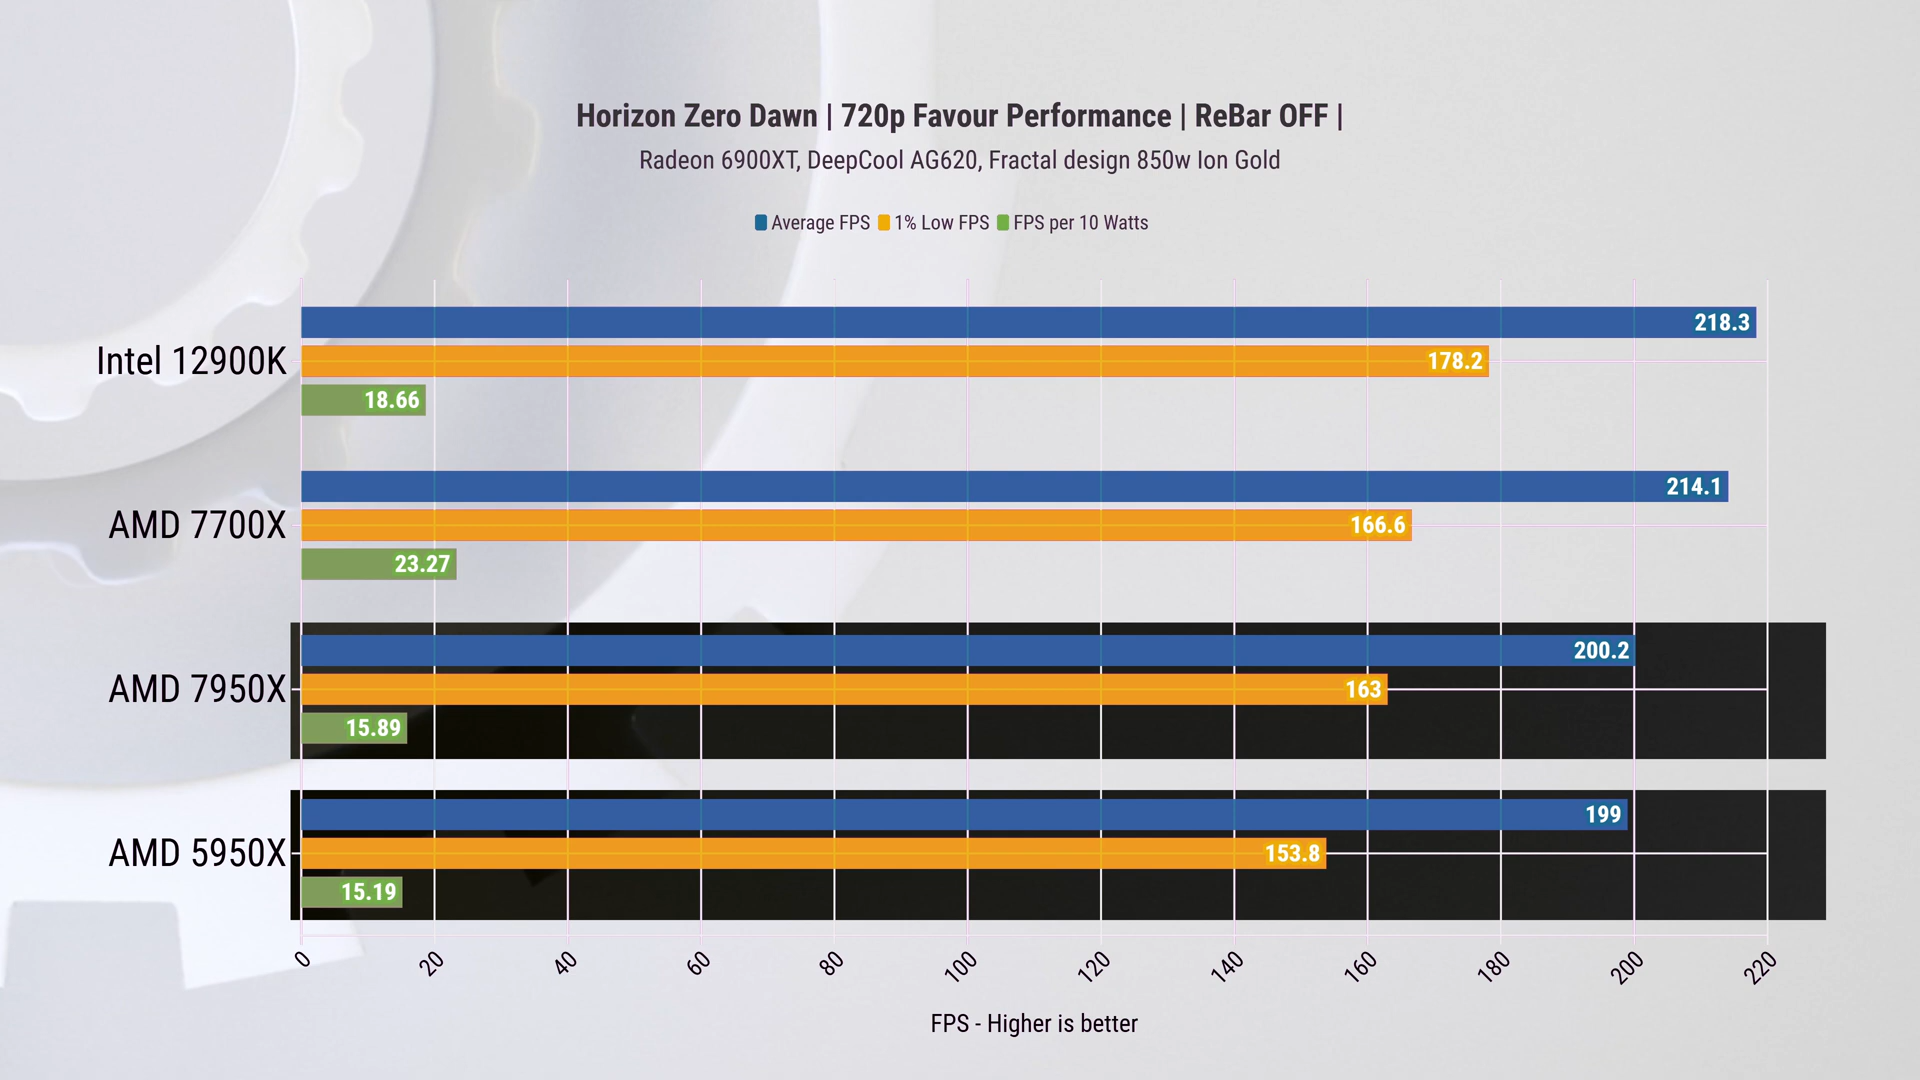 Horizon Zero Dawn | 720p Favour Performance | ReBar OFF |
Radeon 6900XT, DeepCool AG620, Fractal design 850w Ion Gold
Average FPS 1% Low FPS FPS per 10 Watts
218.3
Intel 12900K 178.2
18.66
214.1
AMD 7700X 166.6
23.27
200.2
AMD 7950X 163
15.89
199
AMD 5950X 153.8
15.19
0 20 40 60 80 100 120 140 160 180 200 220
FPS - Higher is better